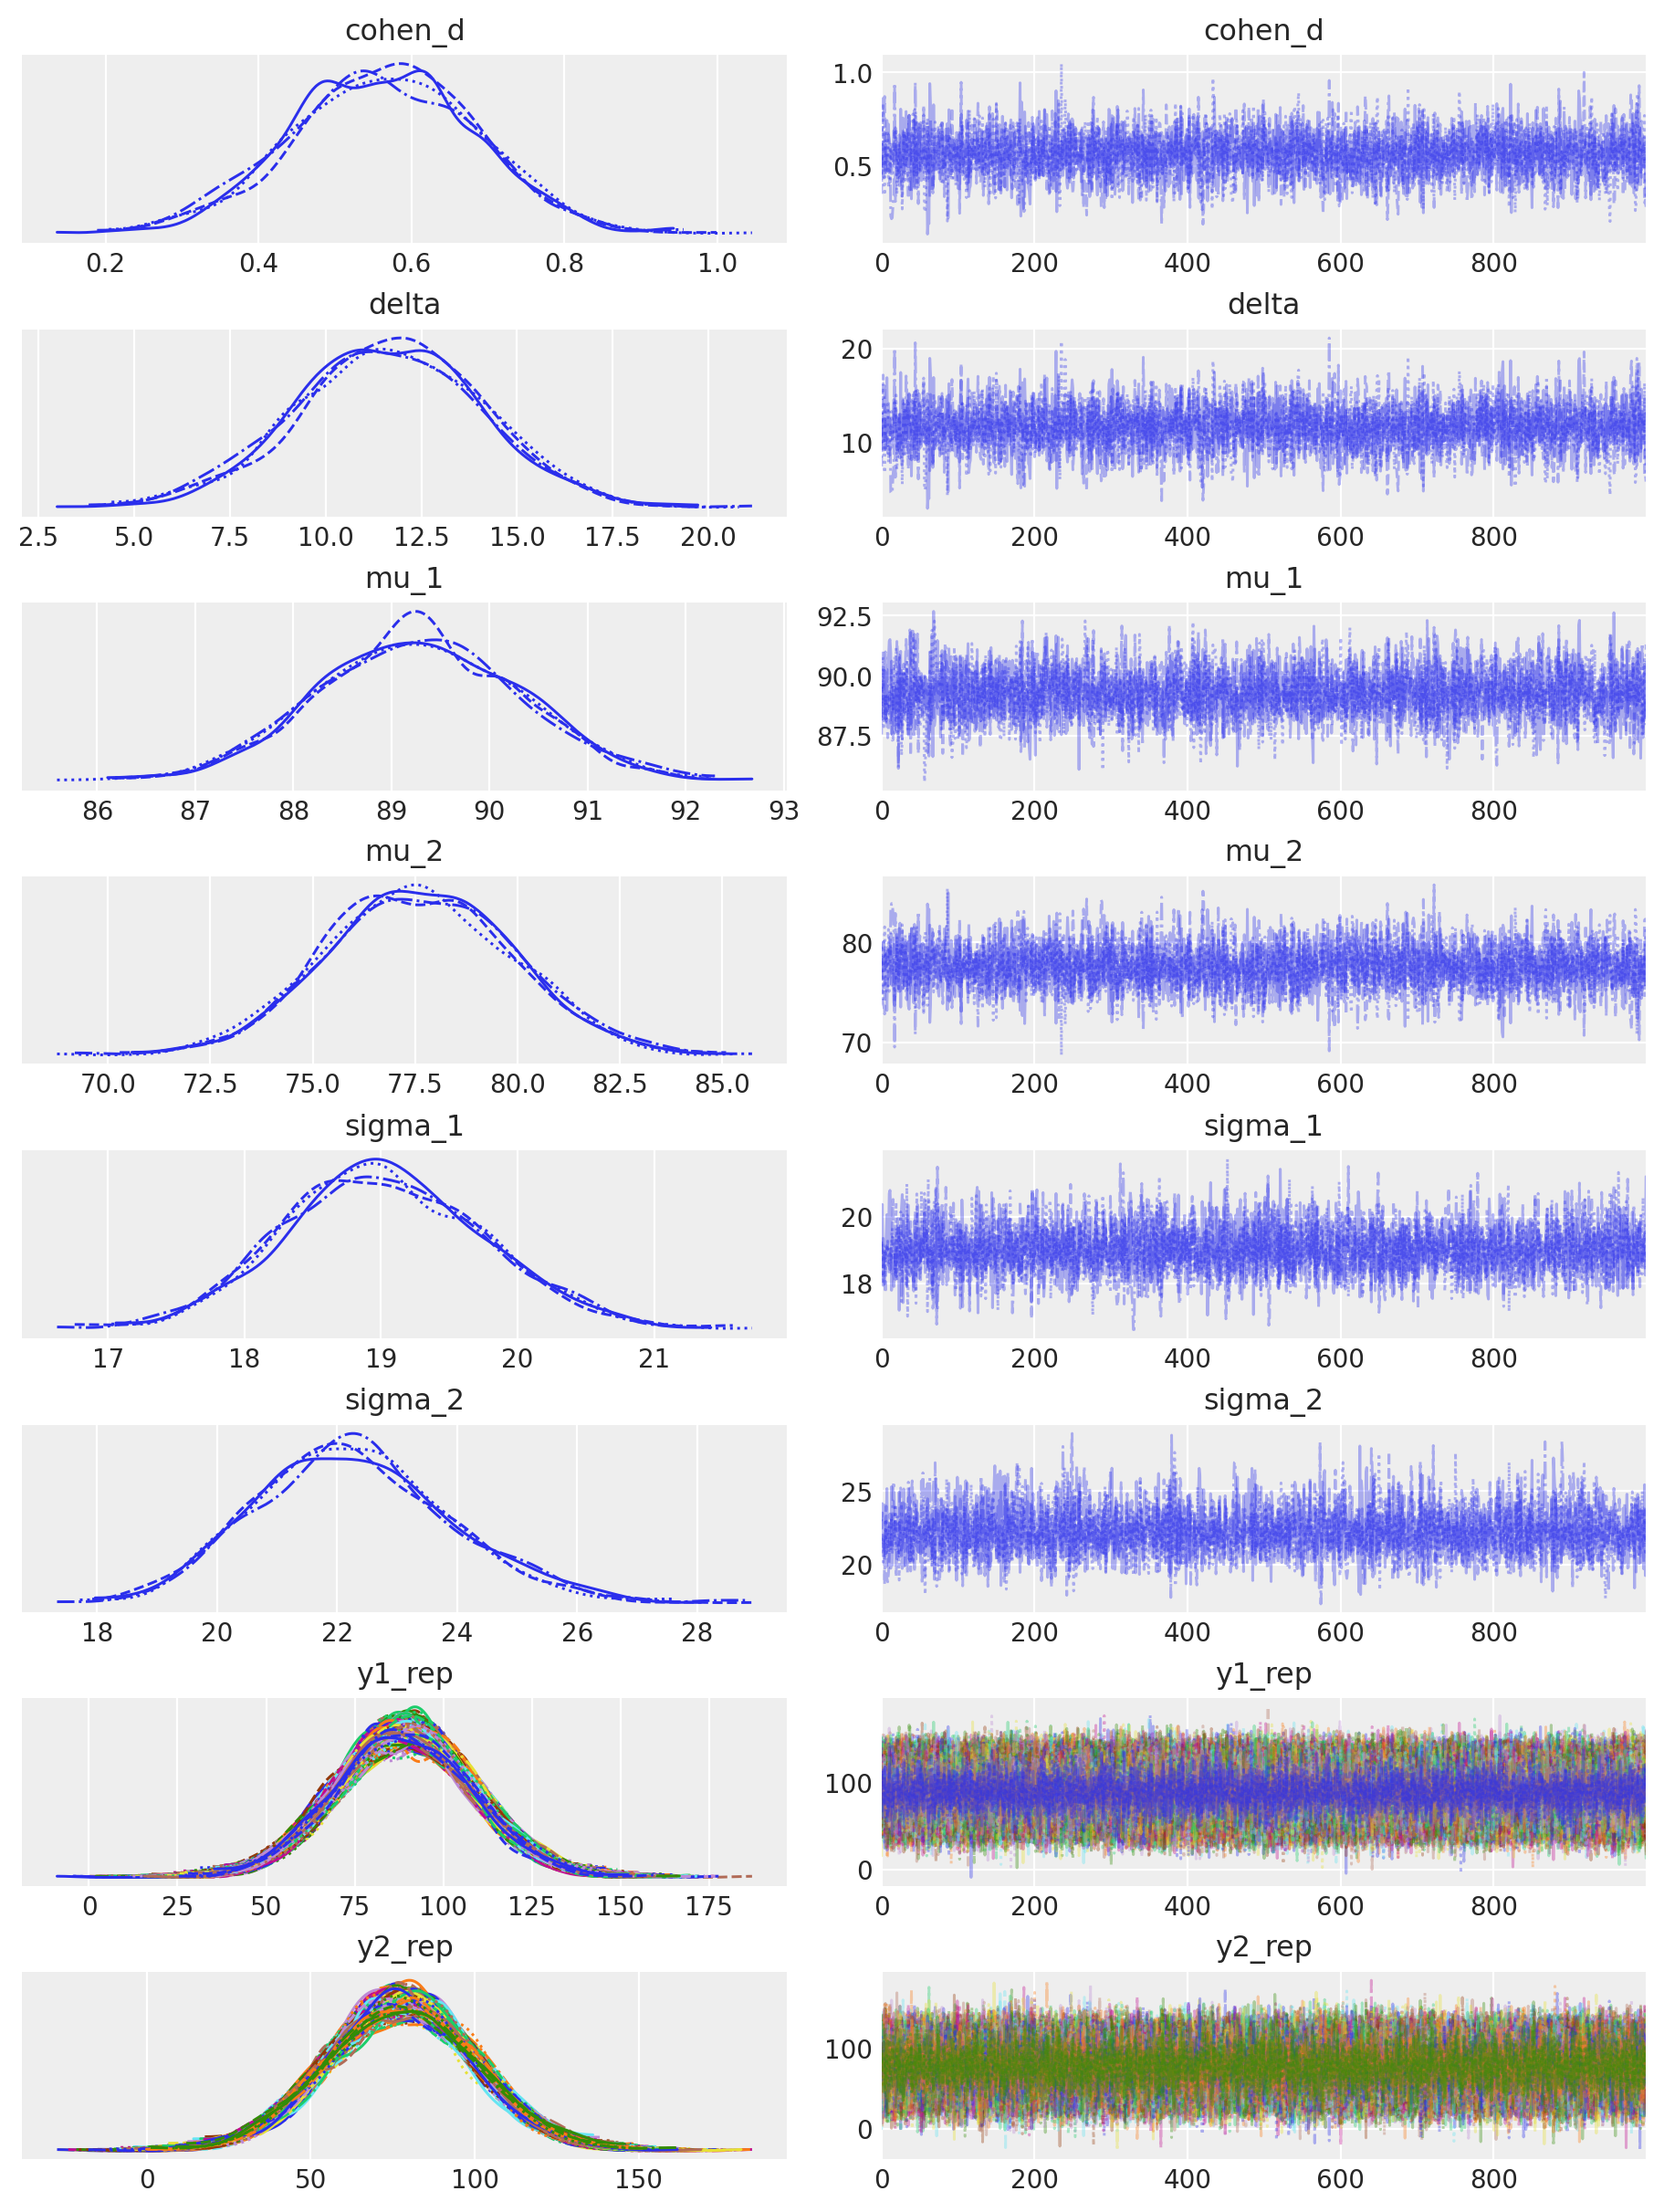 cohen_d cohen_d
1.0
0.5
0.2 0.4 0.6 0.8 1.0 0 200 400 600 800
delta delta
20
10
2.5 5.0 7.5 10.0 12.5 15.0 17.5 20.0 0 200 400 600 800
mu_1 mu_1
92.5
90.0
87.5
86 87 88 89 90 91 92 93 0 200 400 600 800
mu_2 mu_2
80
70
70.0 72.5 75.0 77.5 80.0 82.5 85.0 0 200 400 600 800
sigma_1 sigma_1
20
18
17 18 19 20 21 0 200 400 600 800
sigma_2 sigma_2
25
20
18 20 22 24 26 28 0 200 400 600 800
y1_rep y1_rep
100
0
0 25 50 75 100 125 150 175 0 200 400 600 800
y2_rep y2_rep
100
0
0 50 100 150 0 200 400 600 800